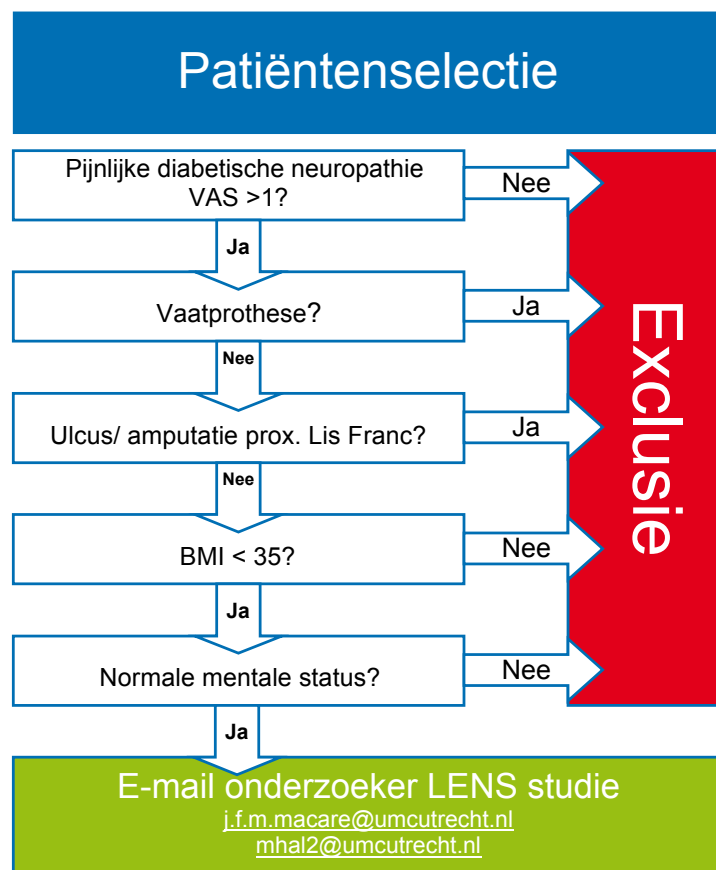 Patiëntenselectie
Pijnlijke diabetische neuropathie
VAS >1?
Nee
Ja
Vaatprothese?
Ja
Nee
Ulcus/ amputatie prox. Lis Franc?
Ja
Nee
BMI < 35?
Nee
Ja
Normale mentale status?
Nee
Ja
Exclusie
E-mail onderzoeker LENS studie
j.f.m.macare@umcutrecht.nl
mhal2@umcutrecht.nl